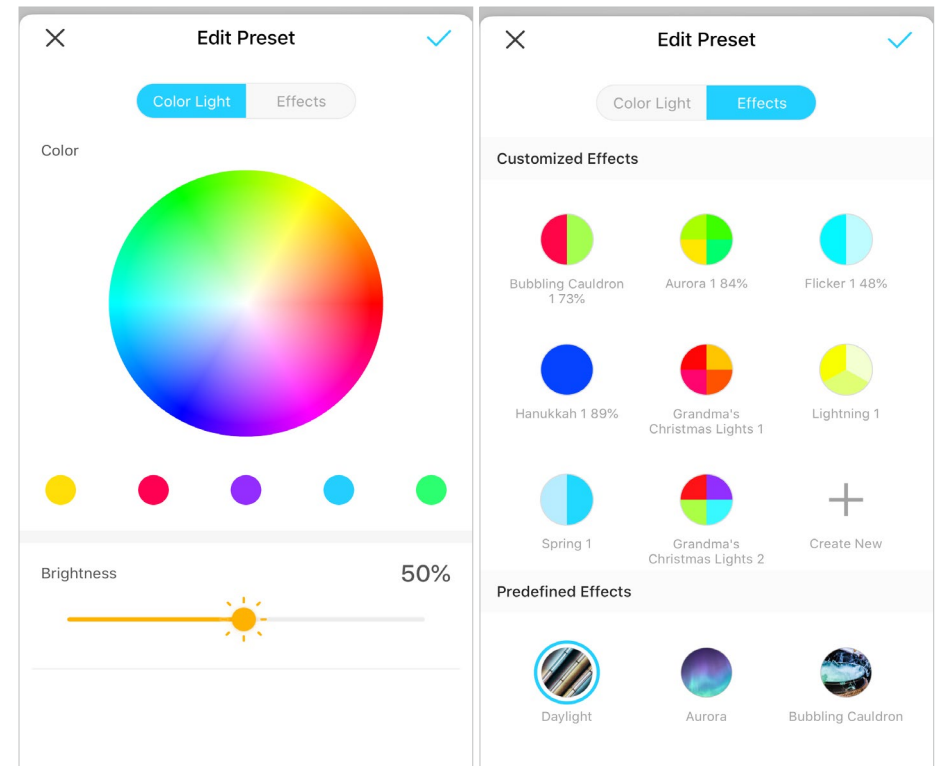 Edit Preset
Color Light
Effects
Color
Brightness
50%
Edit Preset
Color Light
Effects
Customized Effects
Bubbling Cauldron
1 73%
Aurora 1 84%
Flicker 1 48%
Hanukkah 1 89%
Grandma's
Christmas Lights 1
Lightning 1
Spring 1
Grandma's
Christmas Lights 2
Create New
Predefined Effects
Daylight
Aurora
Bubbling Cauldron